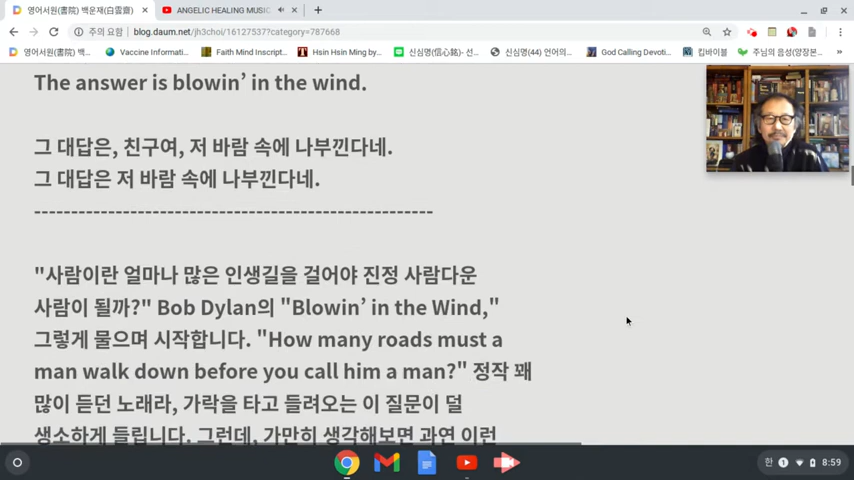 영어서원(書院) 백운재(白雲齋)
ANGELIC HEALING MUSIC
주의 요함
blog.daum.net/jh3choi/16127537?category=787668
영어서원(書院) 백...
Vaccine Informati...
Faith Mind Inscript...
Hsin Hsin Ming by...
신심명(信心銘)- 선...
신심명(44) 언어의...
God Calling Devoti...
킵바이블
주님의 음성(양장본...
The answer is blowin’ in the wind.
그 대답은, 친구여, 저 바람 속에 나부낀다네.
그 대답은 저 바람 속에 나부낀다네.
------------------------------------------------------
"사람이란 얼마나 많은 인생길을 걸어야 진정 사람다운
사람이 될까?" Bob Dylan의 "Blowin’ in the Wind,"
그렇게 물으며 시작합니다. "How many roads must a
man walk down before you call him a man?" 정작 꽤
많이 듣던 노래라, 가락을 타고 들려오는 이 질문이 덜
생소하게 들립니다. 그런데, 가만히 생각해보면 과연 이런
한
8:59